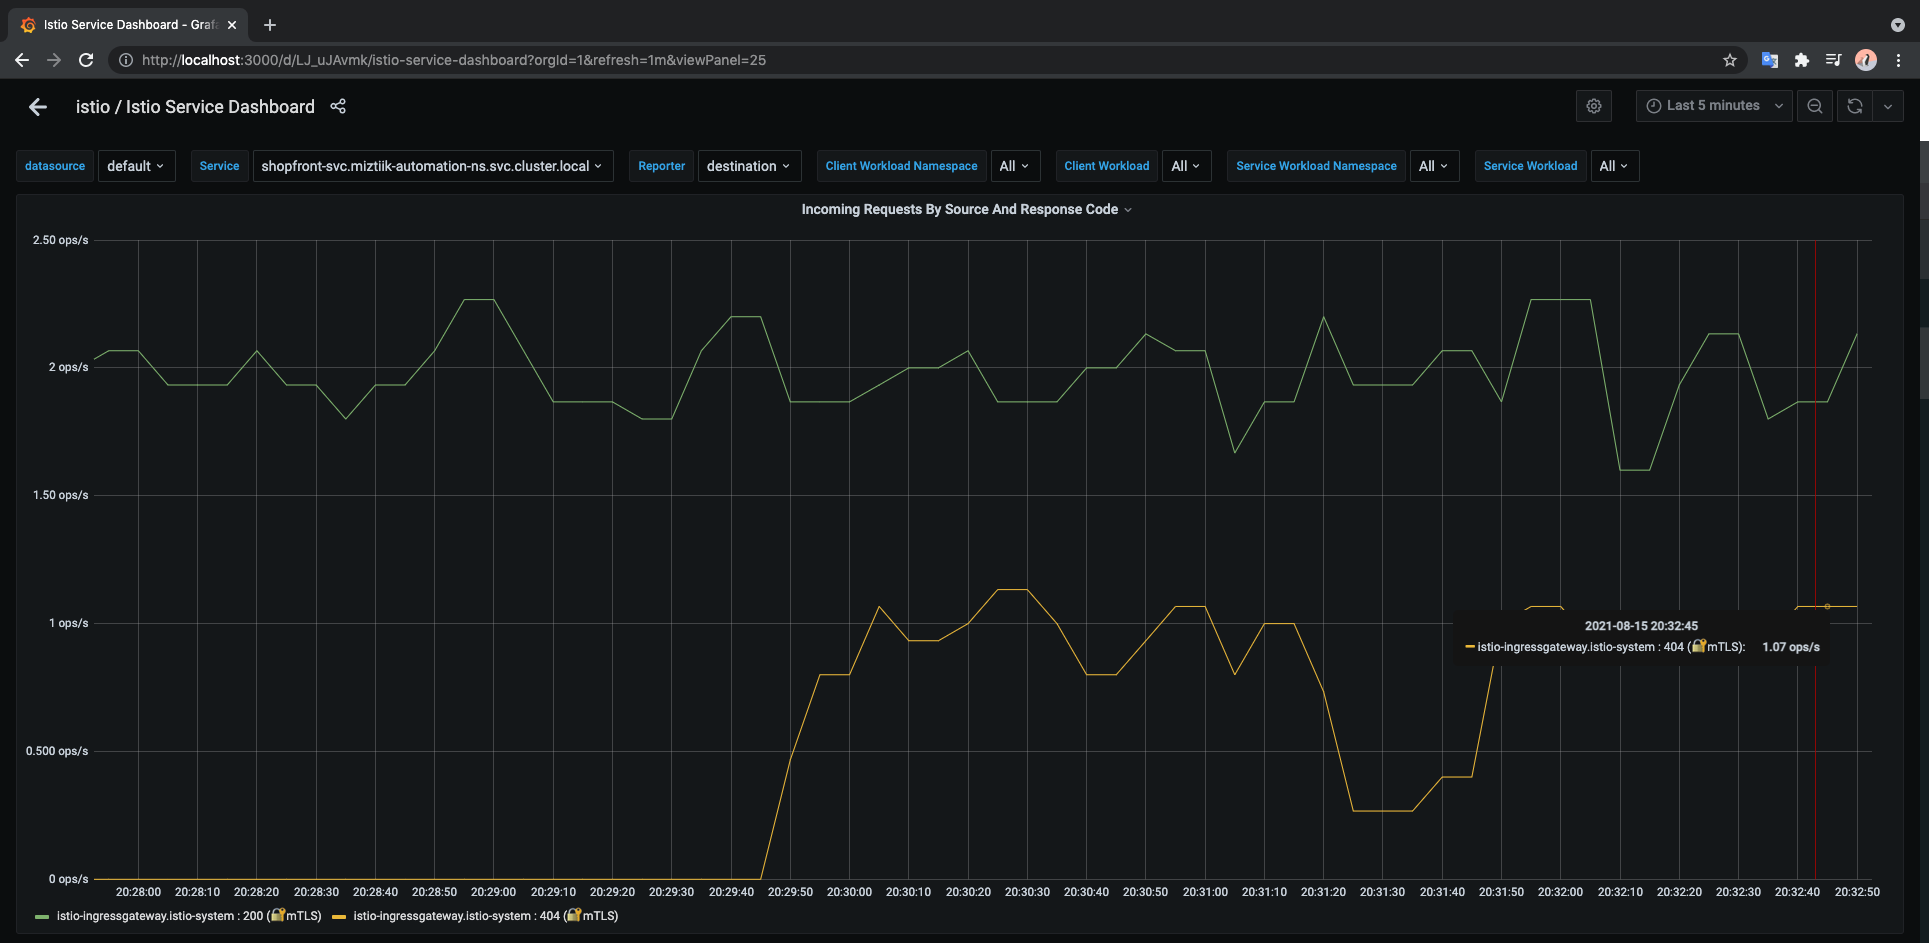 Istio Service Dashboard - Grafa
http://localhost:3000/d/LJ_uJAvmk/istio-service-dashboard?orgId=1&refresh=1m&viewPanel=25
istio / Istio Service Dashboard
Last 5 minutes
datasource default Service shopfront-svc.miztiik-automation-ns.svc.cluster.local Reporter destination Client Workload Namespace All Client Workload All Service Workload Namespace All Service Workload All
Incoming Requests By Source And Response Code
2.50 ops/s
2 ops/s
1.50 ops/s
1 ops/s
2021-08-15 20:32:45
istio-ingressgateway.istio-system : 404 (🔐mTLS): 1.07 ops/s
0.500 ops/s
0 ops/s
20:28:00 20:28:10 20:28:20 20:28:30 20:28:40 20:28:50 20:29:00 20:29:10 20:29:20 20:29:30 20:29:40 20:29:50 20:30:00 20:30:10 20:30:20 20:30:30 20:30:40 20:30:50 20:31:00 20:31:10 20:31:20 20:31:30 20:31:40 20:31:50 20:32:00 20:32:10 20:32:20 20:32:30 20:32:40 20:32:50
istio-ingressgateway.istio-system : 200 (🔐mTLS) istio-ingressgateway.istio-system : 404 (🔐mTLS)